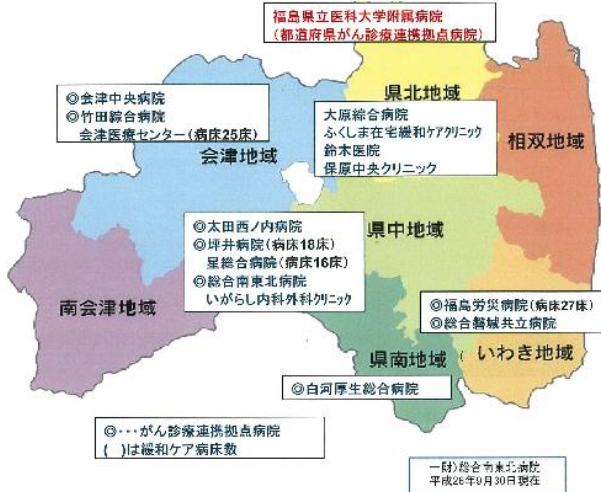 福島県立医科大学附属病院
(都道府県がん診療連携拠点病院)
◎会津中央病院
◎竹田綜合病院
会津医療センター(病床25床)
会津地域
県北地域
大原綜合病院
ふくしま在宅緩和ケアクリニック
鈴木医院
保原中央クリニック
相双地域
◎太田西ノ内病院
◎坪井病院(病床18床)
星総合病院(病床16床)
◎総合南東北病院
いがらし内科外科クリニック
県中地域
南会津地域
◎福島労災病院(病床27床)
◎総合磐城共立病院
県南地域
いわき地域
◎白河厚生総合病院
◎・・・がん診療連携拠点病院
( )は緩和ケア病床数
一財)総合南東北病院
平成26年9月30日現在